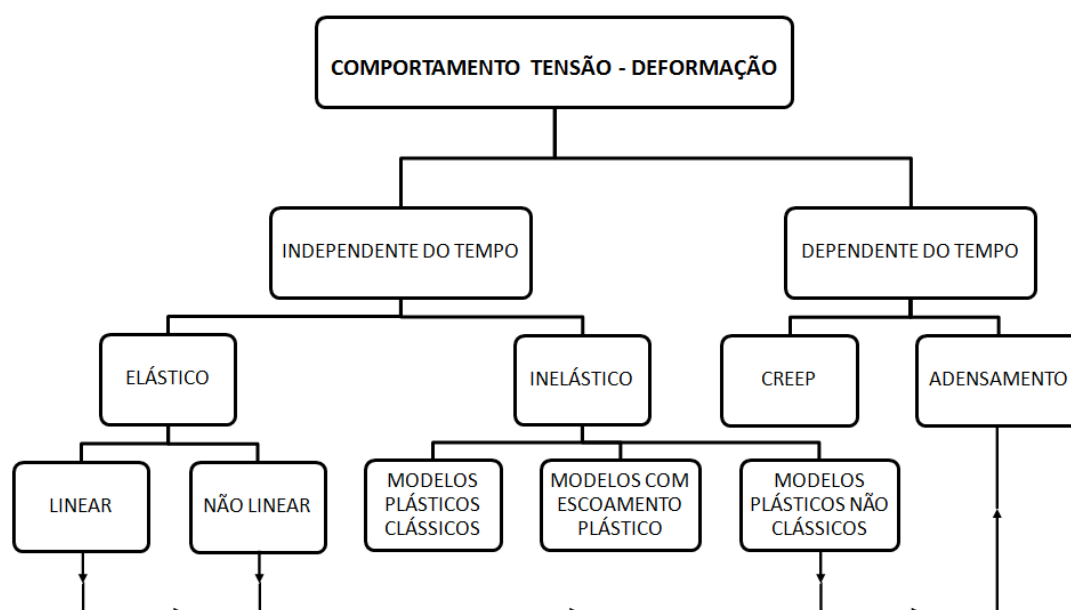 COMPORTAMENTO TENSÃO - DEFORMAÇÃO
INDEPENDENTE DO TEMPO
DEPENDENTE DO TEMPO
ELÁSTICO
INELÁSTICO
CREEP
ADENSAMENTO
LINEAR
NÃO LINEAR
MODELOS
PLÁSTICOS
CLÁSSICOS
MODELOS COM
ESCOAMENTO
PLÁSTICO
MODELOS
PLÁSTICOS NÃO
CLÁSSICOS